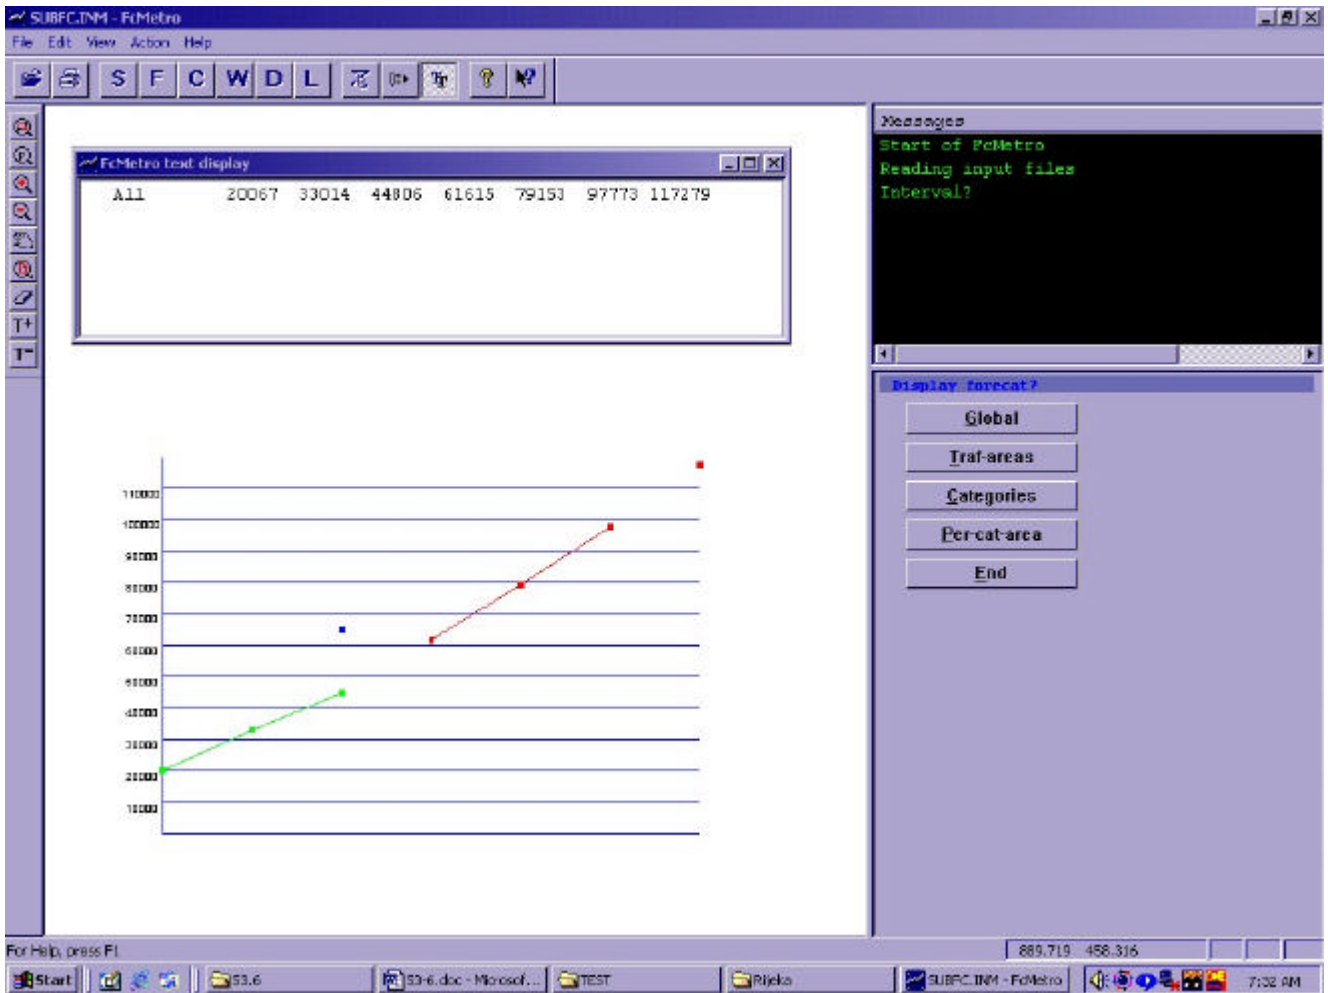 SUBFC.INM - FcMetro
File Edit View Action Help
S F C W D L
FcMetro text display
All 20067 33014 44806 61615 79153 97773 117279
T+
T-
110000
100000
90000
80000
70000
60000
50000
40000
30000
20000
10000
Messages
Start of FcMetro
Reading input files
Interval?
Display forecat?
Global
Traf-areas
Categories
Per-cat-area
End
For Help, press F1
889.719 458.316
Start
S3.6
S3-6.doc - Microsof...
TEST
Rijeka
SUBFC.INM - FcMetro
7:32 AM